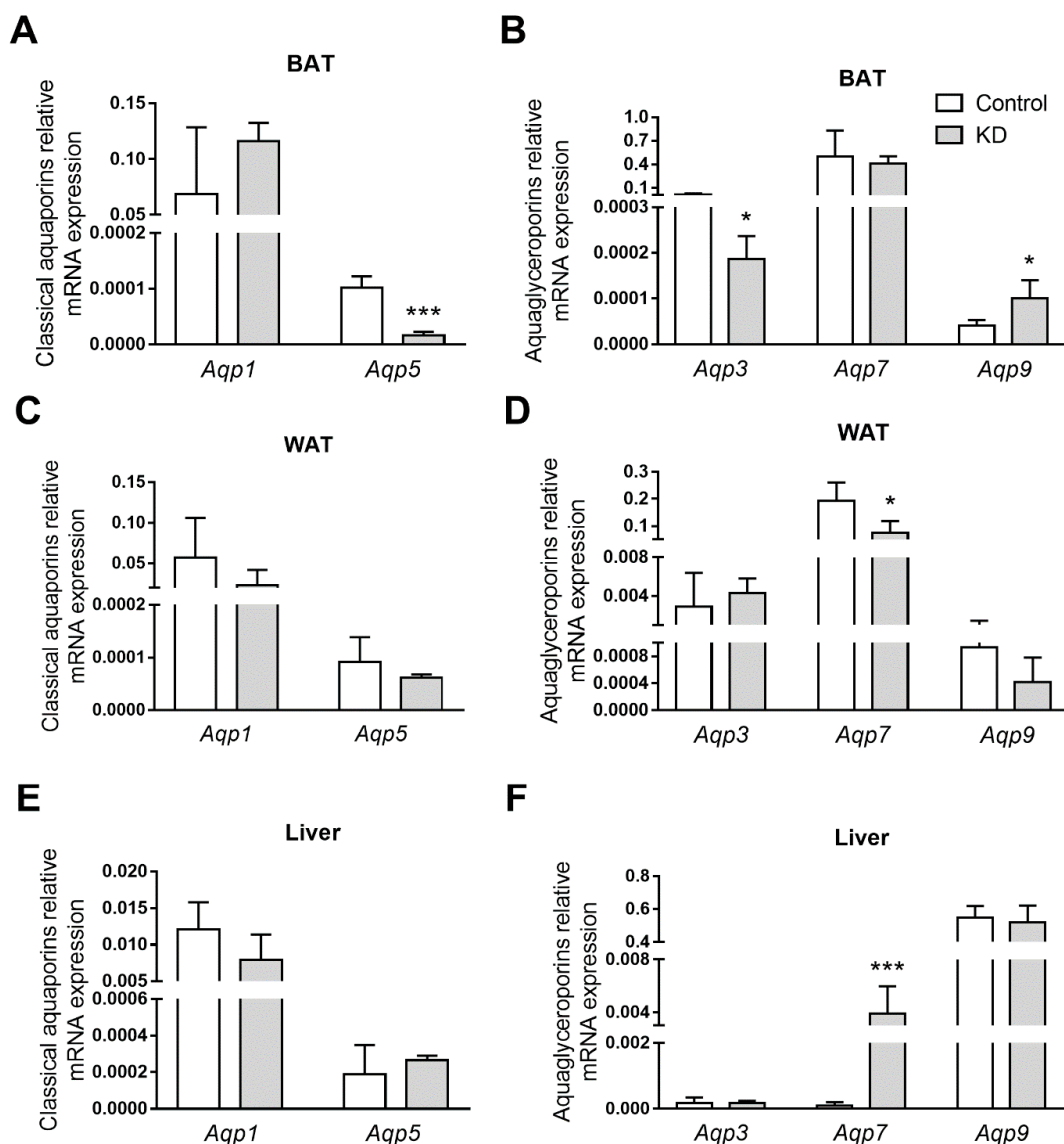 A
BAT
Classical aquaporins relative
mRNA expression
0.15
0.10
0.05
0.0002
0.0001
0.0000
***
Aqp1 Aqp5
B
BAT
Control
KD
Aquaglyceroporins relative
mRNA expression
1.0
0.7
0.4
0.1
0.0003
0.0002
0.0001
0.0000
*
*
Aqp3 Aqp7 Aqp9
C
WAT
Classical aquaporins relative
mRNA expression
0.15
0.10
0.05
0.0002
0.0001
0.0000
Aqp1 Aqp5
D
WAT
Aquaglyceroporins relative
mRNA expression
0.3
0.2
0.1
0.008
0.004
0.0008
0.0004
0.0000
*
Aqp3 Aqp7 Aqp9
E
Liver
Classical aquaporins relative
mRNA expression
0.020
0.015
0.010
0.005
0.0006
0.0004
0.0002
0.0000
Aqp1 Aqp5
F
Liver
Aquaglyceroporins relative
mRNA expression
0.8
0.6
0.4
0.008
0.004
0.002
0.000
***
Aqp3 Aqp7 Aqp9